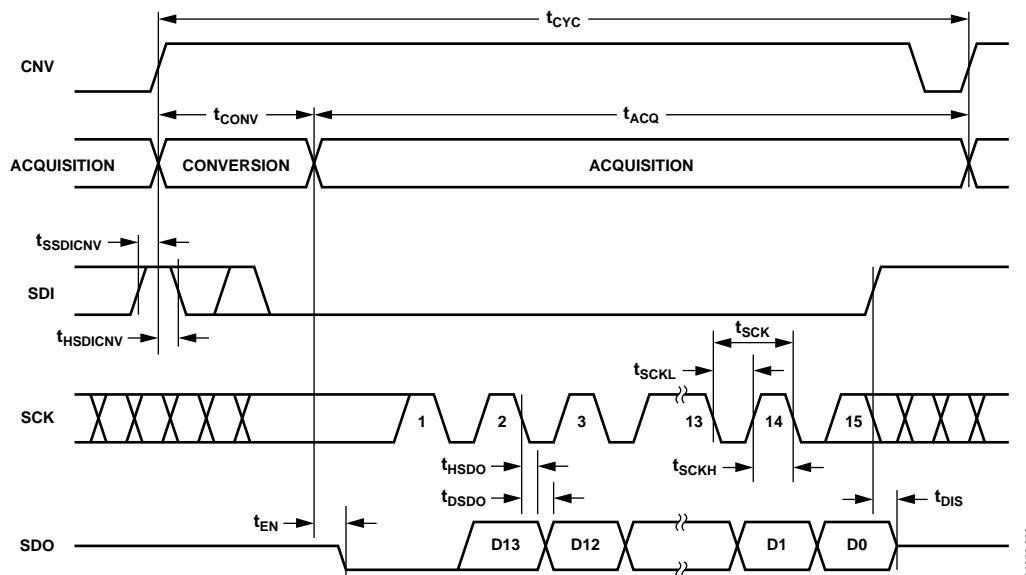 tCYC
CNV
tCONV
tACQ
ACQUISITION
CONVERSION
ACQUISITION
tSSDICNV
SDI
tHSDICNV
tSCK
tSCKL
SCK
1
2
3
13
14
15
tHSDO
tSCKH
tDSDO
tEN
tDIS
SDO
D13
D12
D1
D0